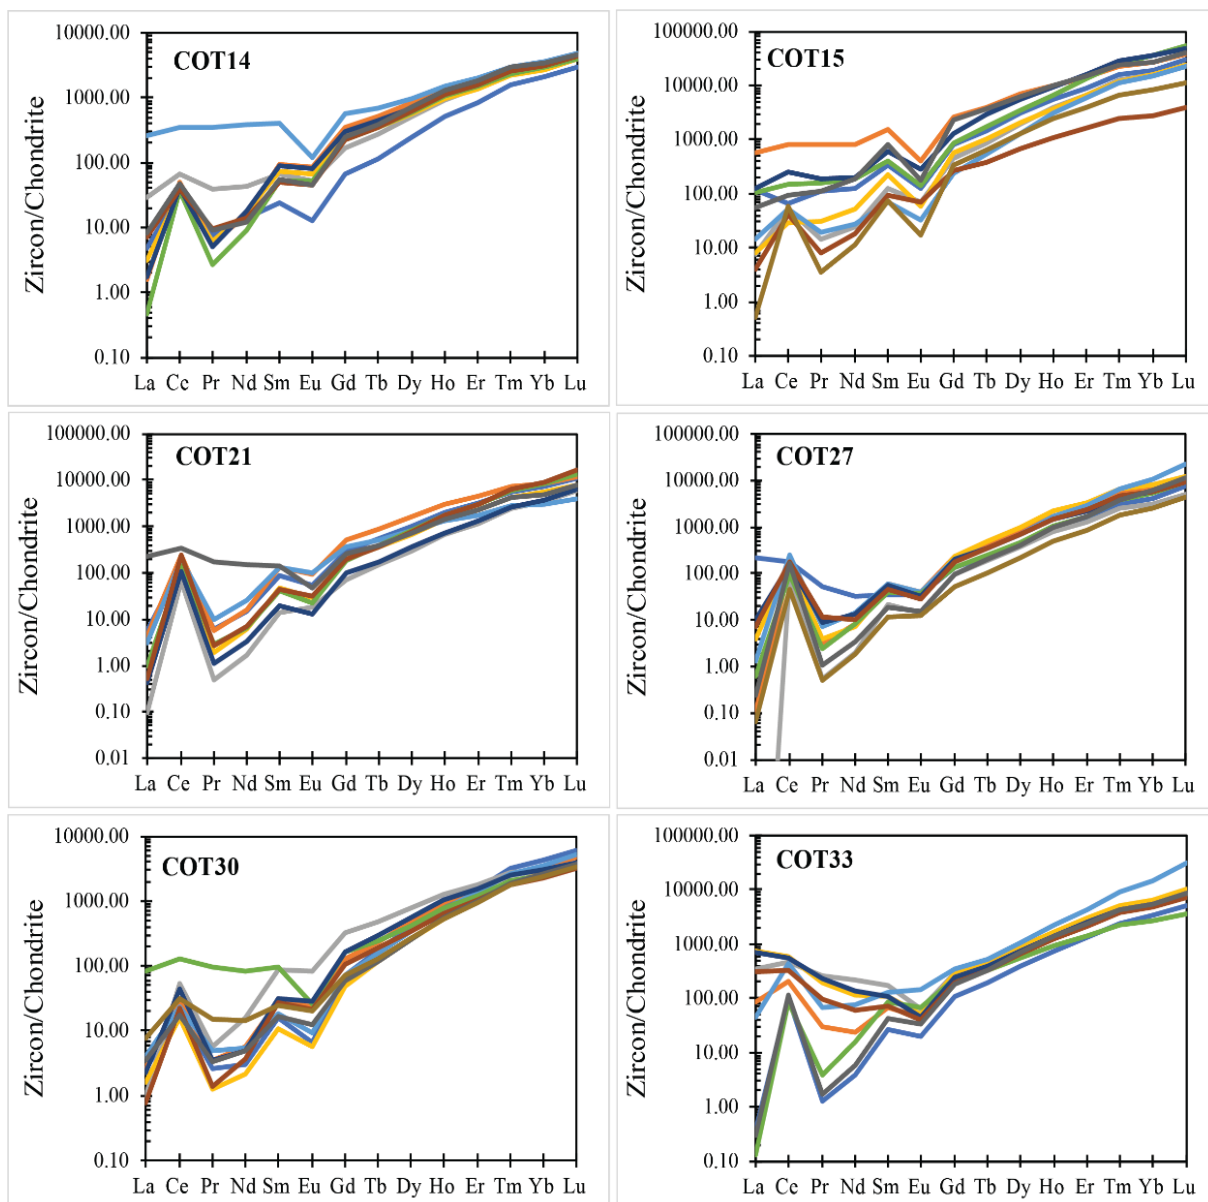 COT14
Zircon/Chondrite
10000.00
1000.00
100.00
10.00
1.00
0.10
La Ce Pr Nd Sm Eu Gd Tb Dy Ho Er Tm Yb Lu
COT15
Zircon/Chondrite
100000.00
10000.00
1000.00
100.00
10.00
1.00
0.10
La Ce Pr Nd Sm Eu Gd Tb Dy Ho Er Tm Yb Lu
COT21
Zircon/Chondrite
100000.00
10000.00
1000.00
100.00
10.00
1.00
0.10
0.01
La Ce Pr Nd Sm Eu Gd Tb Dy Ho Er Tm Yb Lu
COT27
Zircon/Chondrite
100000.00
10000.00
1000.00
100.00
10.00
1.00
0.10
0.01
La Ce Pr Nd Sm Eu Gd Tb Dy Ho Er Tm Yb Lu
COT30
Zircon/Chondrite
10000.00
1000.00
100.00
10.00
1.00
0.10
La Ce Pr Nd Sm Eu Gd Tb Dy Ho Er Tm Yb Lu
COT33
Zircon/Chondrite
100000.00
10000.00
1000.00
100.00
10.00
1.00
0.10
La Ce Pr Nd Sm Eu Gd Tb Dy Ho Er Tm Yb Lu